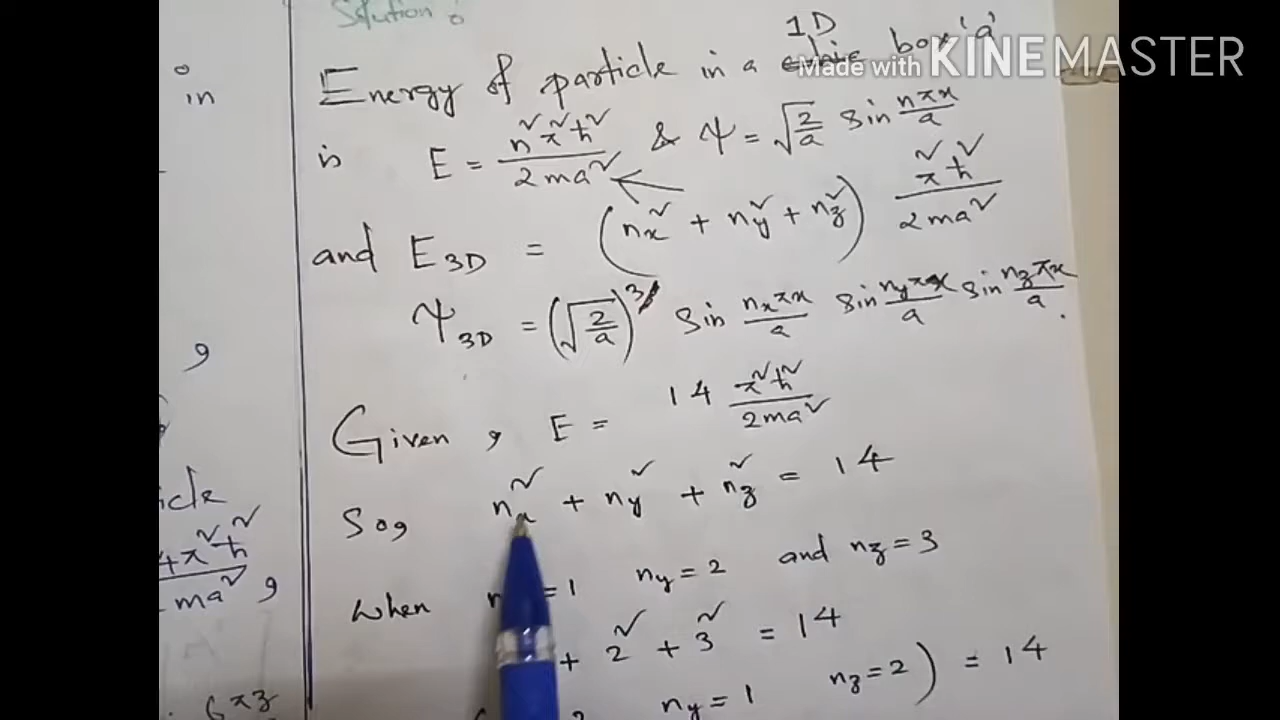 Solution :
in
1D
Energy of particle in a cubic box 'a'
Made with KINEMASTER
is E = n²π²ħ² / 2ma² & Ψ = √(2/a) Sin nπx/a
and E3D = (nx² + ny² + nz²) π²ħ² / 2ma²
Ψ3D = (√(2/a))³ Sin nxπx/a Sin nyπx/a Sin nzπx/a .
,
Given , E = 14 π²ħ² / 2ma²
So, nx² + ny² + nz² = 14
icle
4π²ħ² / ma² ,
when = 1 ny = 2 and nz = 3
+ 2² + 3² = 14
ny = 1 nz = 2 ) = 14
6πz